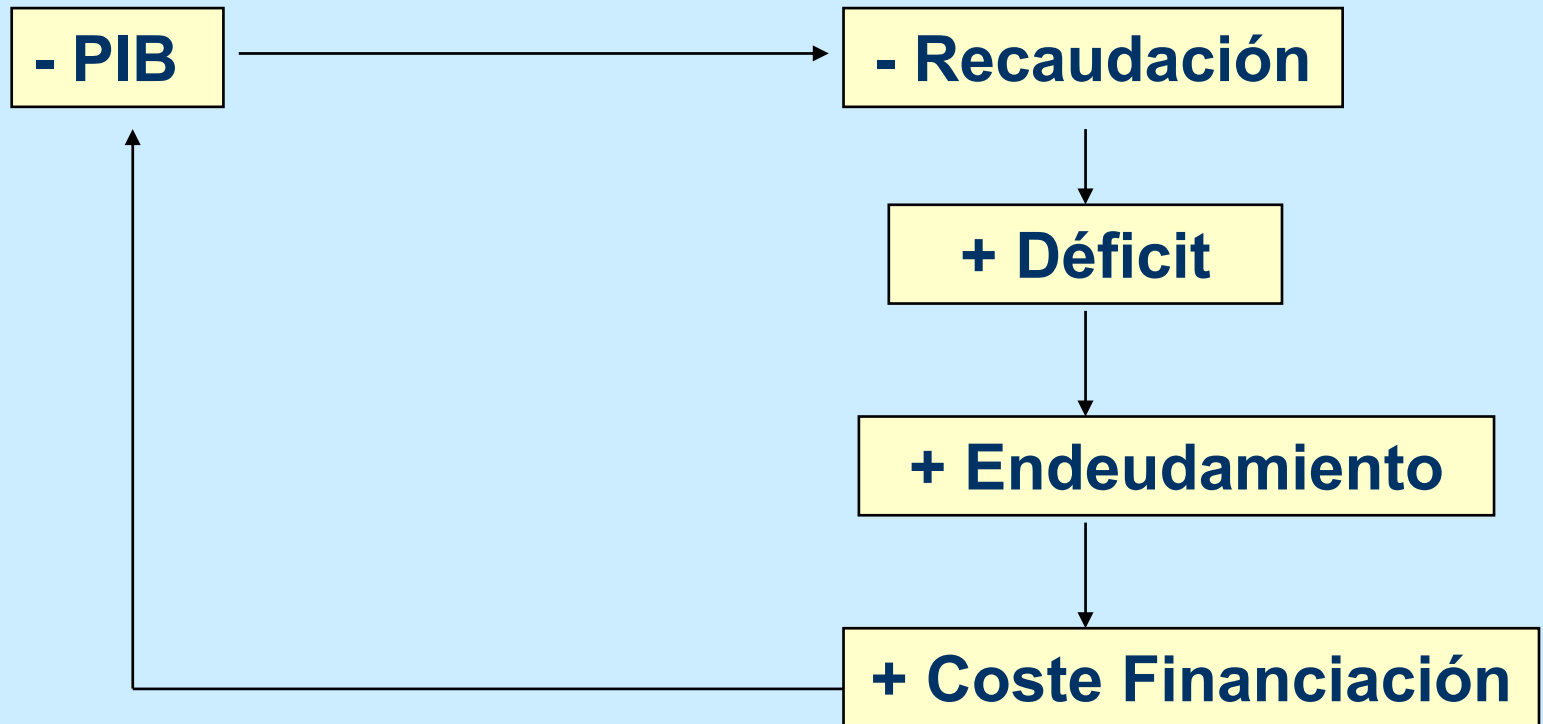 - PIB
- Recaudación
+ Déficit
+ Endeudamiento
+ Coste Financiación